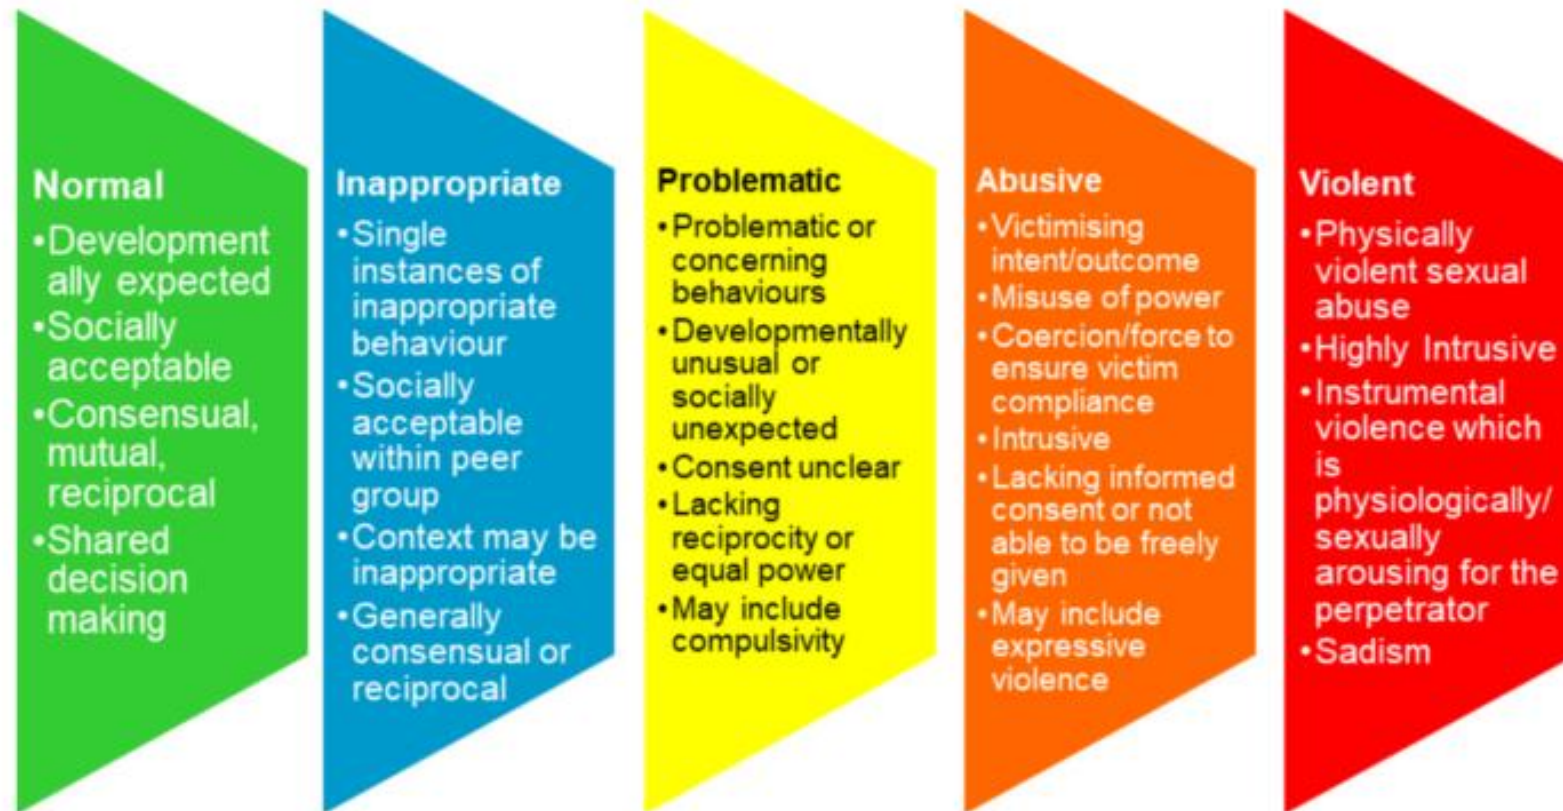 Normal
•Development
ally expected
•Socially
acceptable
•Consensual,
mutual,
reciprocal
•Shared
decision
making
Inappropriate
•Single
instances of
inappropriate
behaviour
•Socially
acceptable
within peer
group
•Context may be
inappropriate
•Generally
consensual or
reciprocal
Problematic
•Problematic or
concerning
behaviours
•Developmentally
unusual or
socially
unexpected
•Consent unclear
•Lacking
reciprocity or
equal power
•May include
compulsivity
Abusive
•Victimising
intent/outcome
•Misuse of power
•Coercion/force to
ensure victim
compliance
•Intrusive
•Lacking informed
consent or not
able to be freely
given
•May include
expressive
violence
Violent
•Physically
violent sexual
abuse
•Highly Intrusive
•Instrumental
violence which
is
physiologically/
sexually
arousing for the
perpetrator
•Sadism